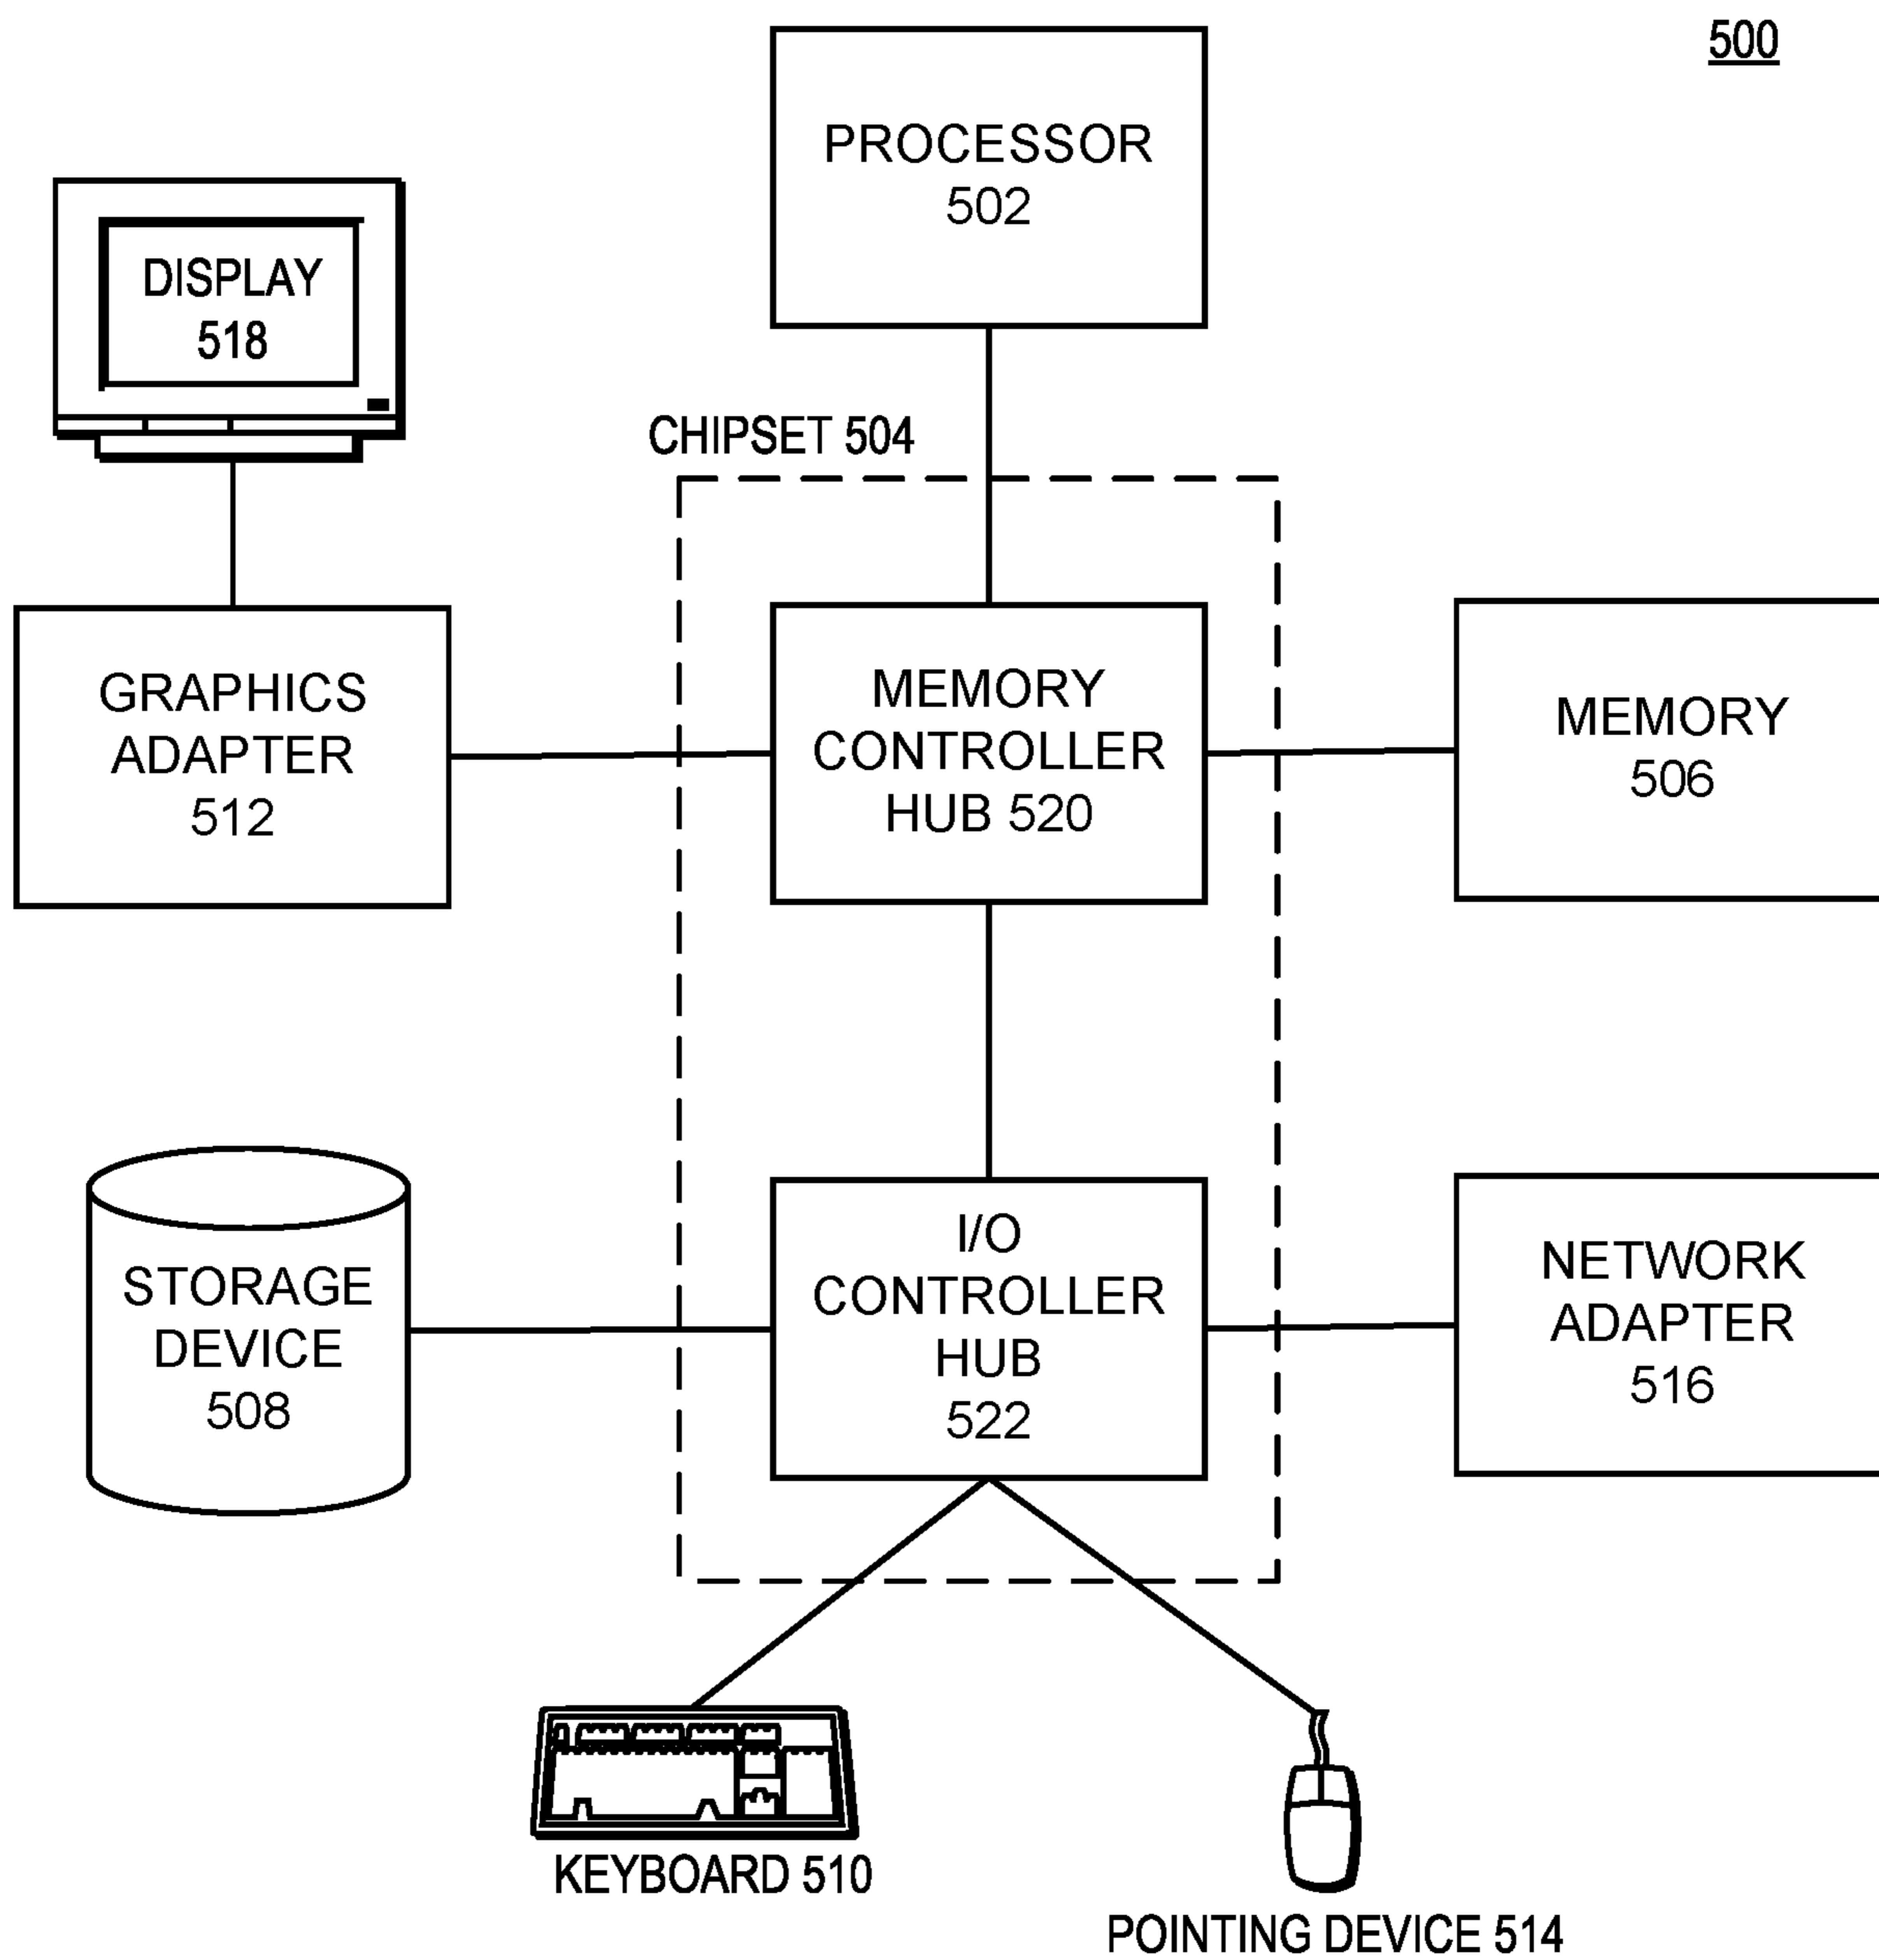 500
PROCESSOR
502
DISPLAY
518
CHIPSET 504
GRAPHICS
ADAPTER
512
MEMORY
CONTROLLER
HUB 520
MEMORY
506
STORAGE
DEVICE
508
I/O
CONTROLLER
HUB
522
NETWORK
ADAPTER
516
KEYBOARD 510
POINTING DEVICE 514